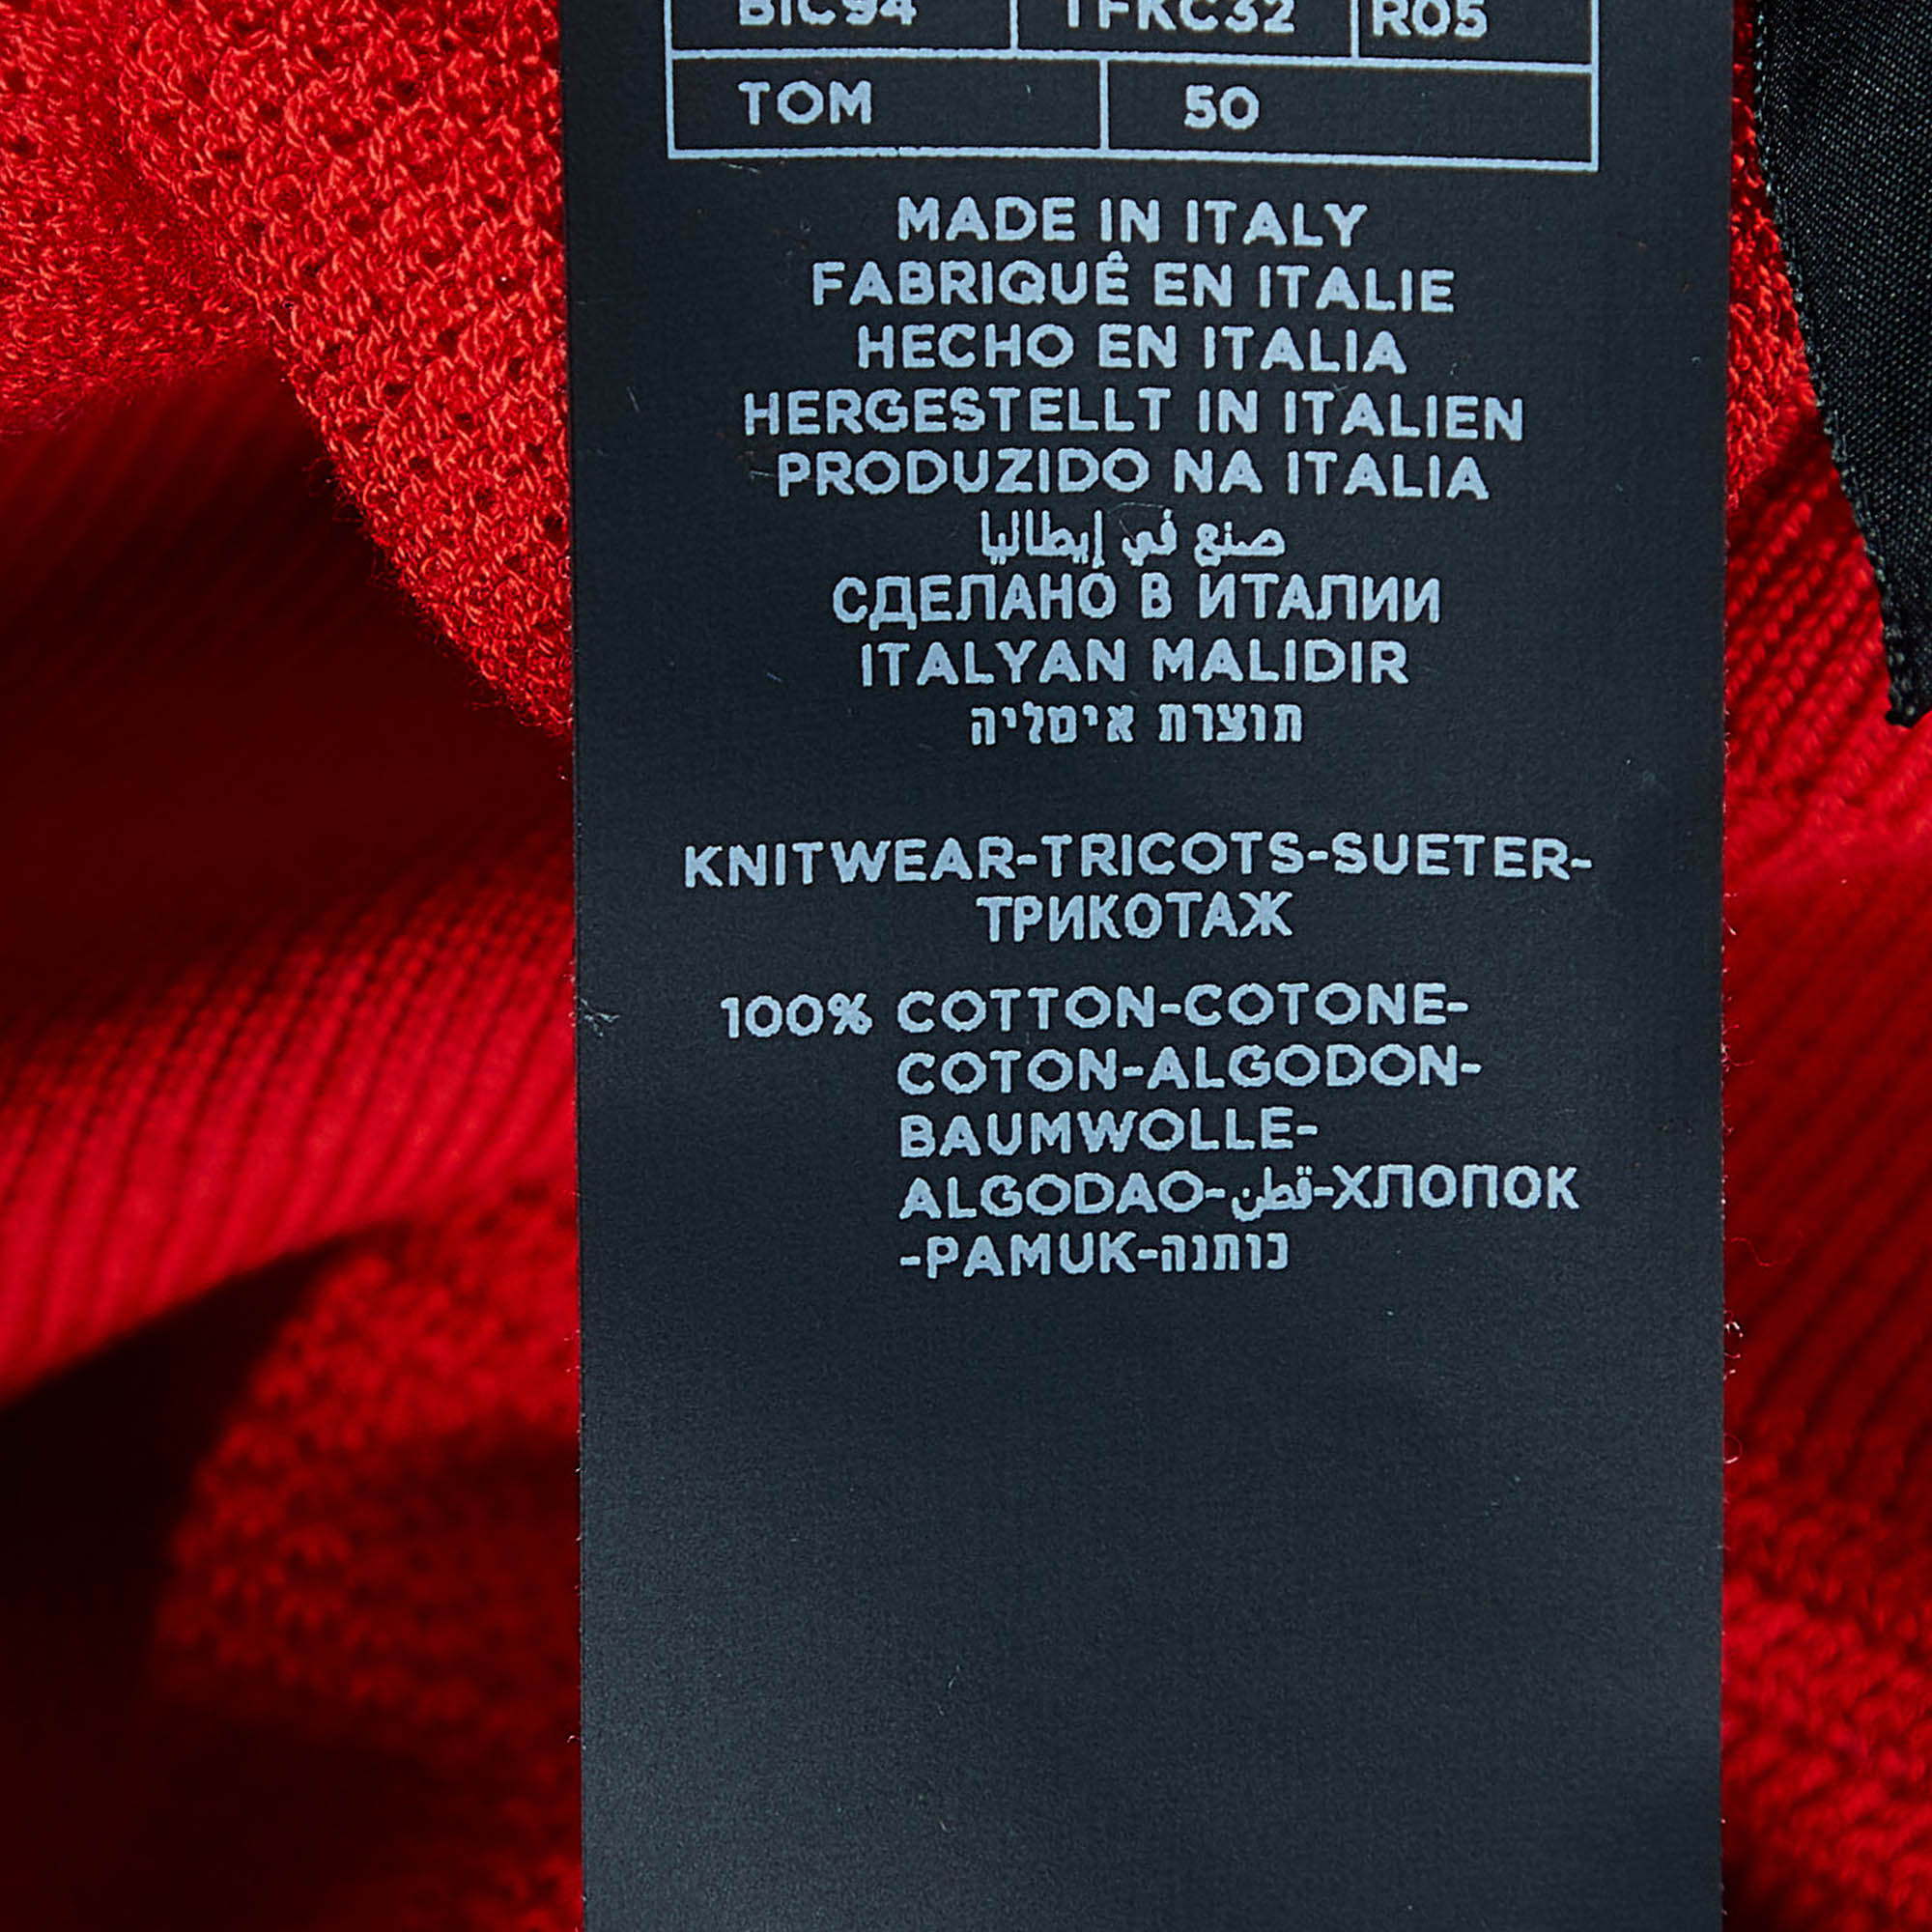 BIC94 TFKC32 R05
TOM 50
MADE IN ITALY
FABRIQUÉ EN ITALIE
HECHO EN ITALIA
HERGESTELLT IN ITALIEN
PRODUZIDO NA ITALIA
صنع في إيطاليا
СДЕЛАНО В ИТАЛИИ
ITALYAN MALIDIR
תוצרת איטליה
KNITWEAR-TRICOTS-SUETER-
ТРИКОТАЖ
100% COTTON-COTONE-
COTON-ALGODON-
BAUMWOLLE-
ALGODAO-قطن-ХЛОПОК
-PAMUK-כותנה